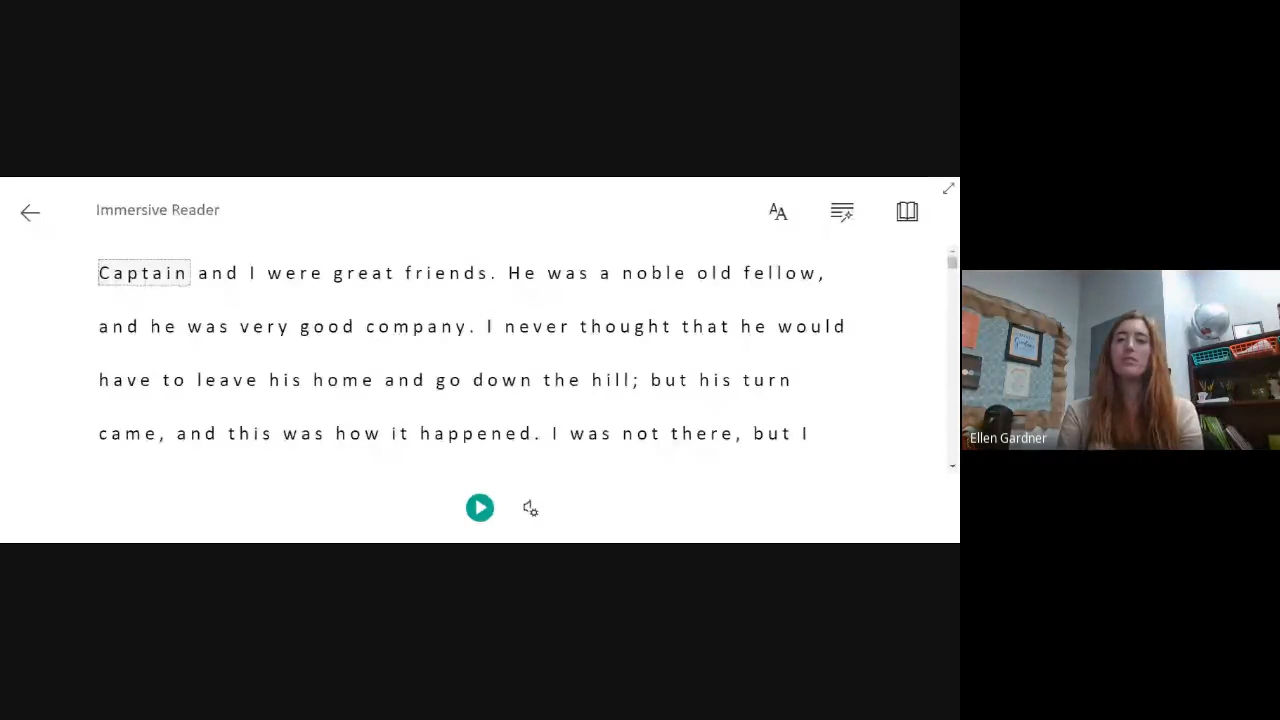 Immersive Reader
Captain and I were great friends. He was a noble old fellow,
and he was very good company. I never thought that he would
have to leave his home and go down the hill; but his turn
came, and this was how it happened. I was not there, but I
Ellen Gardner